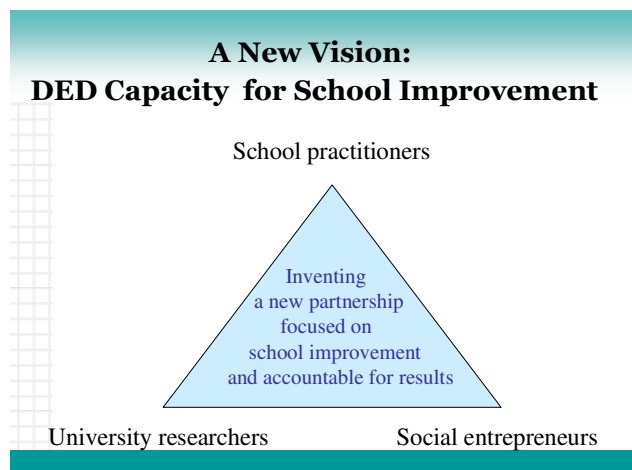 A New Vision:
DED Capacity for School Improvement
School practitioners
Inventing
a new partnership
focused on
school improvement
and accountable for results
University researchers
Social entrepreneurs